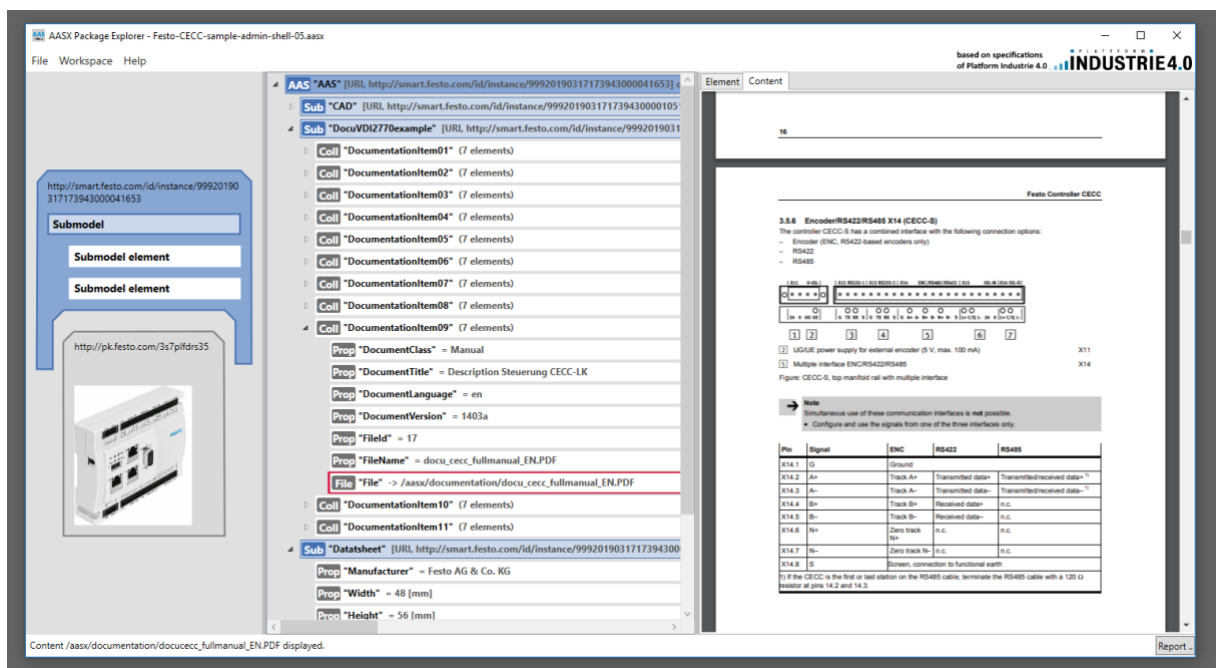 AASX Package Explorer - Festo-CECC-sample-admin-shell-05.aasx
File Workspace Help
based on specifications
of Platform Industrie 4.0
PLATTFORM
INDUSTRIE4.0
http://smart.festo.com/id/instance/99920190
317173943000041653
Submodel
Submodel element
Submodel element
http://pk.festo.com/3s7plfdrs35
AAS "AAS" [URI, http://smart.festo.com/id/instance/99920190317173943000041653]
Sub "CAD" [URI, http://smart.festo.com/id/instance/9992019031717394300000105
Sub "DocuVDI2770example" [URI, http://smart.festo.com/id/instance/9992019031
Coll "DocumentationItem01" (7 elements)
Coll "DocumentationItem02" (7 elements)
Coll "DocumentationItem03" (7 elements)
Coll "DocumentationItem04" (7 elements)
Coll "DocumentationItem05" (7 elements)
Coll "DocumentationItem06" (7 elements)
Coll "DocumentationItem07" (7 elements)
Coll "DocumentationItem08" (7 elements)
Coll "DocumentationItem09" (7 elements)
Prop "DocumentClass" = Manual
Prop "DocumentTitle" = Description Steuerung CECC-LK
Prop "DocumentLanguage" = en
Prop "DocumentVersion" = 1403a
Prop "FileId" = 17
Prop "FileName" = docu_cecc_fullmanual_EN.PDF
File "File" -> /aasx/documentation/docu_cecc_fullmanual_EN.PDF
Coll "DocumentationItem10" (7 elements)
Coll "DocumentationItem11" (7 elements)
Sub "Datatsheet" [URI, http://smart.festo.com/id/instance/999201903171739430
Prop "Manufacturer" = Festo AG & Co. KG
Prop "Width" = 48 [mm]
Prop "Height" = 56 [mm]
Element Content
16
Festo Controller CECC
3.5.6 Encoder/RS422/RS485 X14 (CECC-S)
The controller CECC-S has a combined interface with the following connection options:
– Encoder (ENC, RS422-based encoders only)
– RS422
– RS485
1 2 3 4 5 6 7
2 UG/UE power supply for external encoder (5 V, max. 100 mA) X11
5 Multiple interface ENC/RS422/RS485 X14
Figure: CECC-S, top manifold rail with multiple interface
Note
Simultaneous use of these communication interfaces is not possible.
• Configure and use the signals from one of the three interfaces only.
Pin Signal ENC RS422 RS485
X14.1 G Ground
X14.2 A+ Track A+ Transmitted data+ Transmitted/received data+ 1)
X14.3 A– Track A– Transmitted data– Transmitted/received data– 1)
X14.4 B+ Track B+ Received data+ n.c.
X14.5 B– Track B– Received data– n.c.
X14.6 N+ Zero track N+ n.c. n.c.
X14.7 N– Zero track N– n.c. n.c.
X14.8 S Screen, connection to functional earth
1) If the CECC is the first or last station on the RS485 cable, terminate the RS485 cable with a 120 Ω
resistor at pins 14.2 and 14.3.
Content /aasx/documentation/docucecc_fullmanual_EN.PDF displayed.
Report ..